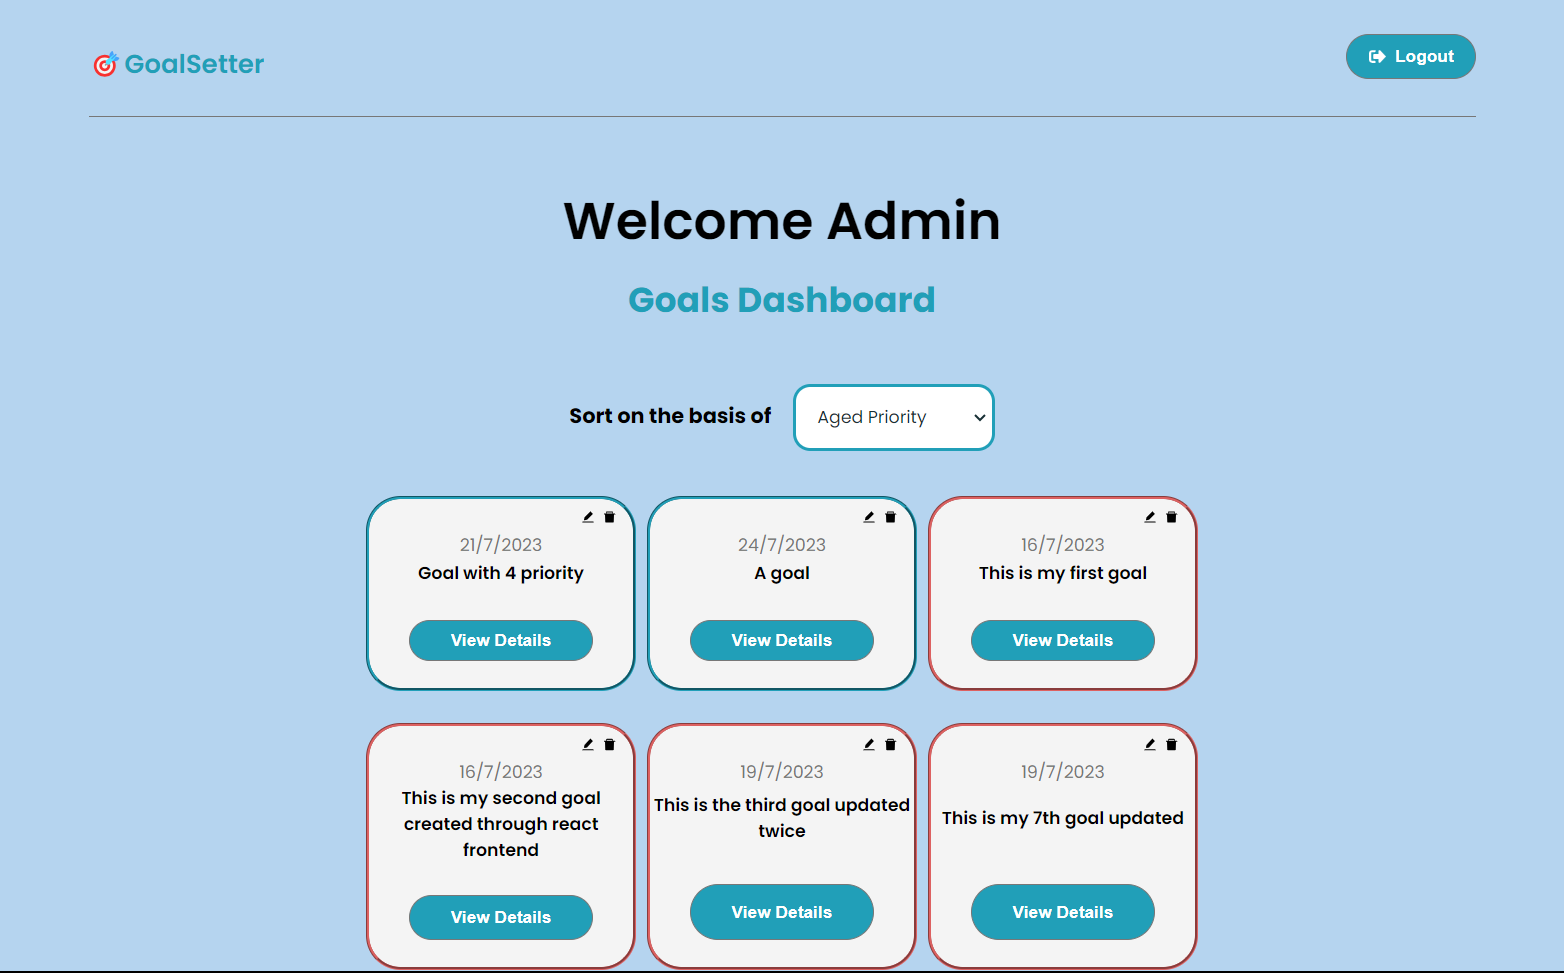 GoalSetter
Logout
Welcome Admin
Goals Dashboard
Sort on the basis of
Aged Priority
21/7/2023
Goal with 4 priority
View Details
24/7/2023
A goal
View Details
16/7/2023
This is my first goal
View Details
16/7/2023
This is my second goal
created through react
frontend
View Details
19/7/2023
This is the third goal updated
twice
View Details
19/7/2023
This is my 7th goal updated
View Details